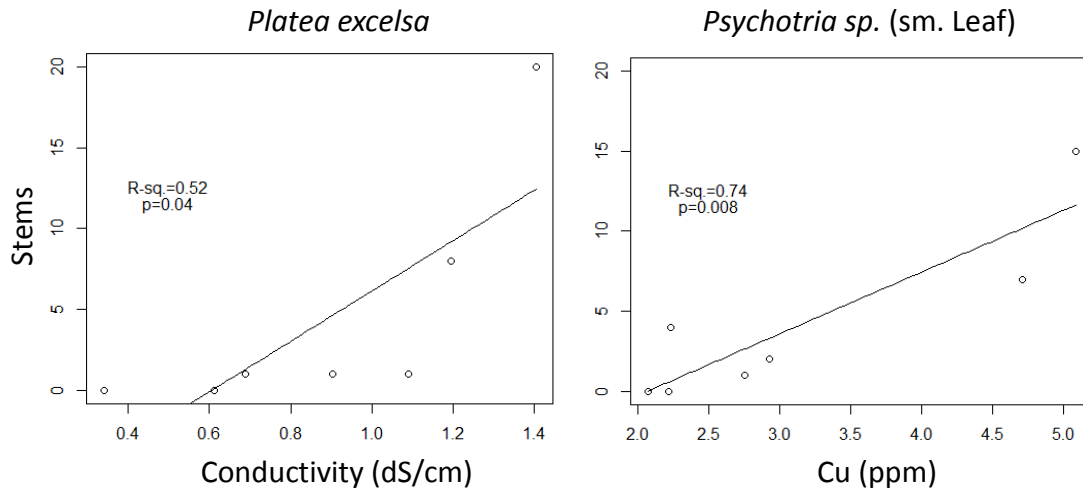 Platea excelsa
Stems
20
15
10
5
0
R-sq.=0.52
p=0.04
0.4 0.6 0.8 1.0 1.2 1.4
Conductivity (dS/cm)
Psychotria sp. (sm. Leaf)
20
15
10
5
0
R-sq.=0.74
p=0.008
2.0 2.5 3.0 3.5 4.0 4.5 5.0
Cu (ppm)